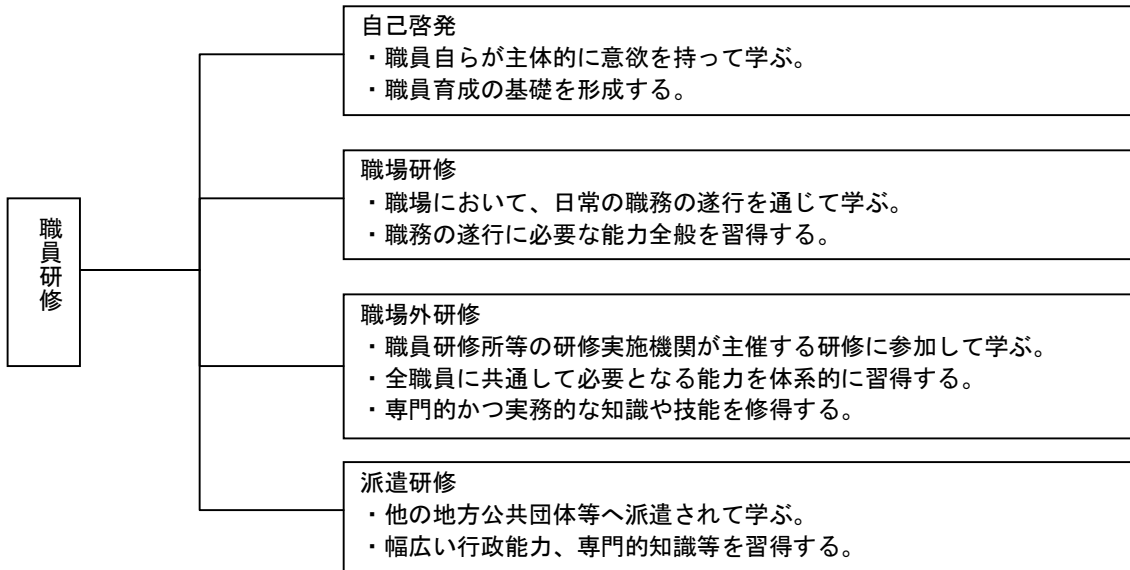 職員研修
自己啓発
・職員自らが主体的に意欲を持って学ぶ。
・職員育成の基礎を形成する。
職場研修
・職場において、日常の職務の遂行を通じて学ぶ。
・職務の遂行に必要な能力全般を習得する。
職場外研修
・職員研修所等の研修実施機関が主催する研修に参加して学ぶ。
・全職員に共通して必要となる能力を体系的に習得する。
・専門的かつ実務的な知識や技能を修得する。
派遣研修
・他の地方公共団体等へ派遣されて学ぶ。
・幅広い行政能力、専門的知識等を習得する。